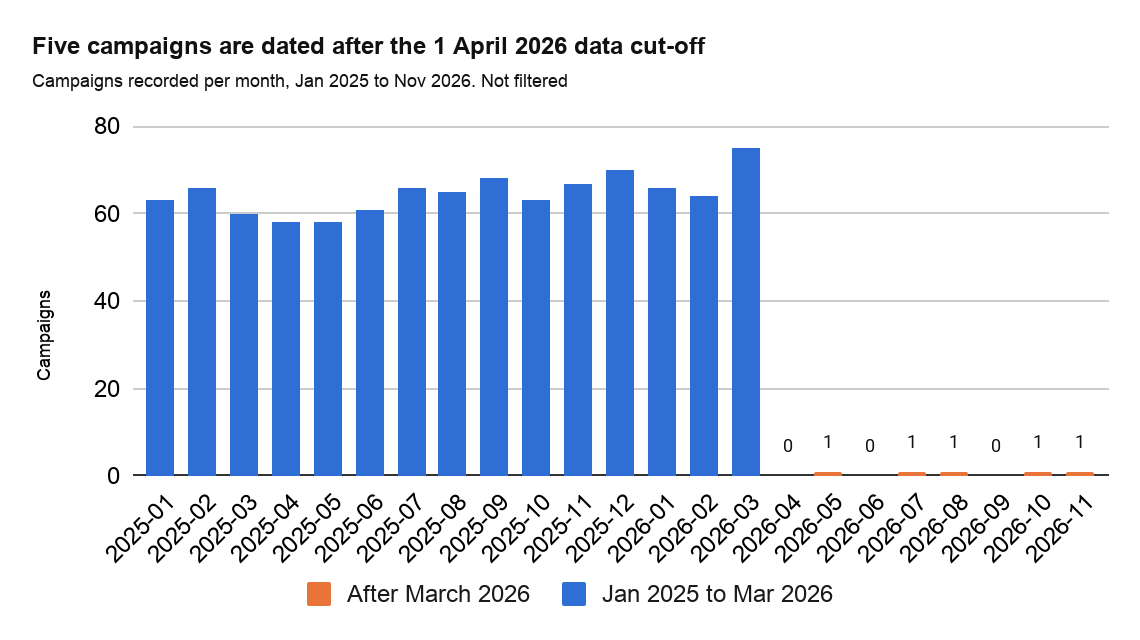 Five campaigns are dated after the 1 April 2026 data cut-off
Campaigns recorded per month, Jan 2025 to Nov 2026. Not filtered
Campaigns
80
60
40
20
0
0 1 0 1 1 0 1 1
2025-01 2025-02 2025-03 2025-04 2025-05 2025-06 2025-07 2025-08 2025-09 2025-10 2025-11 2025-12 2026-01 2026-02 2026-03 2026-04 2026-05 2026-06 2026-07 2026-08 2026-09 2026-10 2026-11
After March 2026 Jan 2025 to Mar 2026